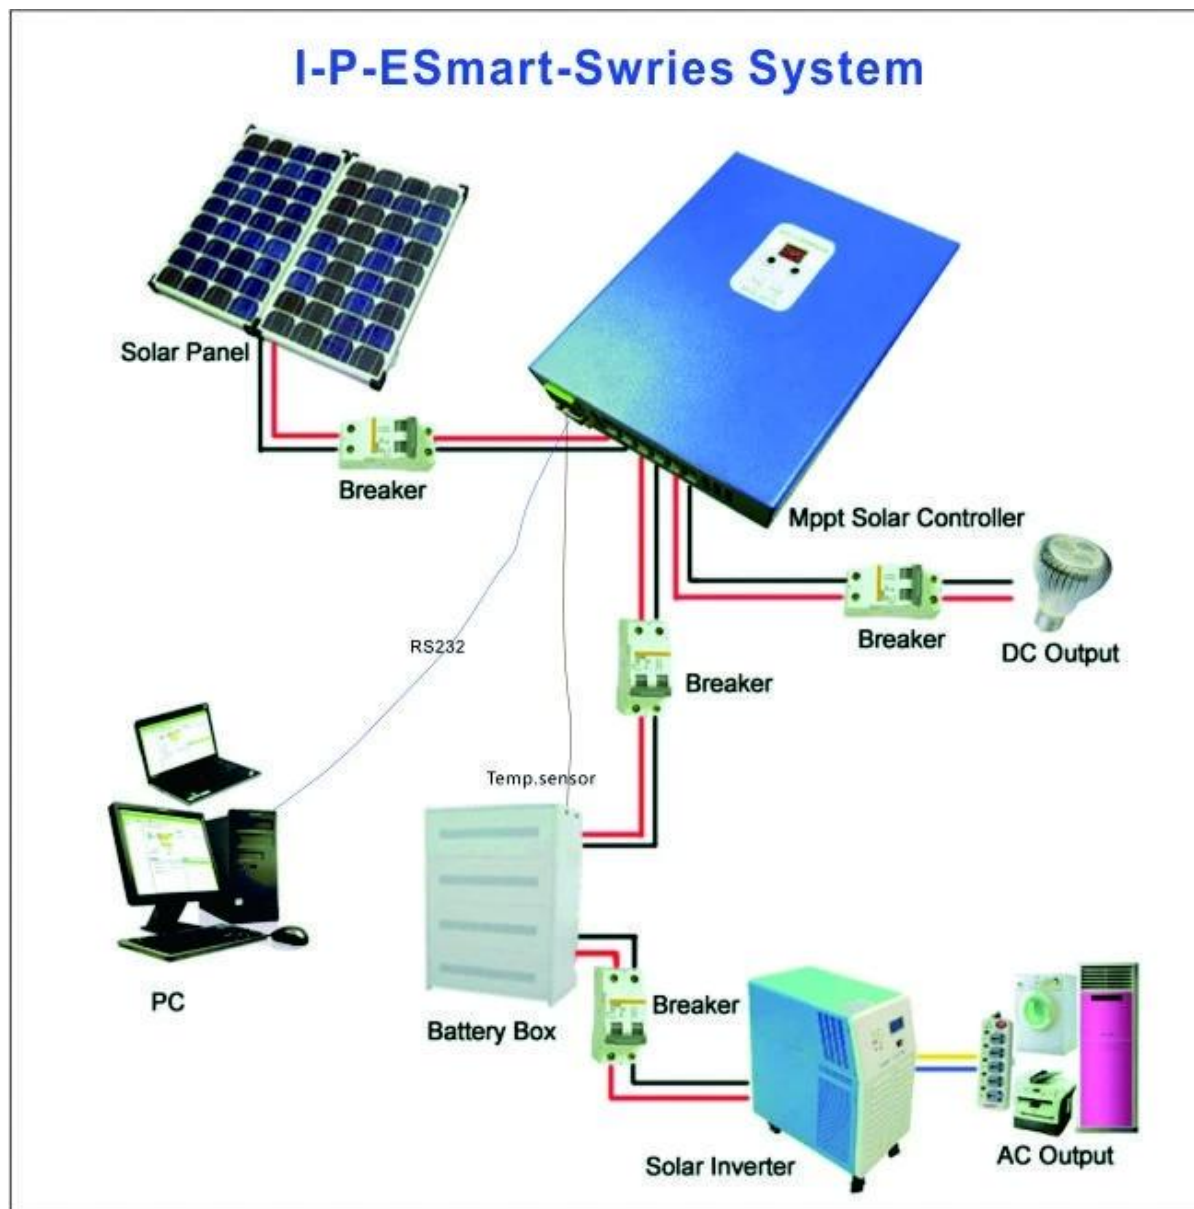 I-P-ESmart-Swries System
Solar Panel
Breaker
Mppt Solar Controller
Breaker
DC Output
RS232
Breaker
Temp.sensor
PC
Battery Box
Breaker
Solar Inverter
AC Output